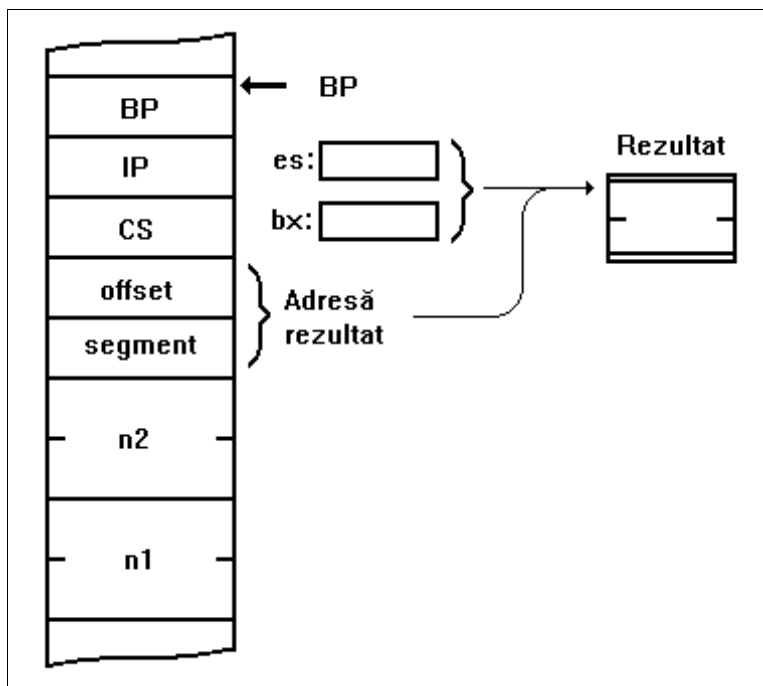 BP
BP
IP
es:
Rezultat
CS
bx:
offset
segment
Adresă
rezultat
n2
n1